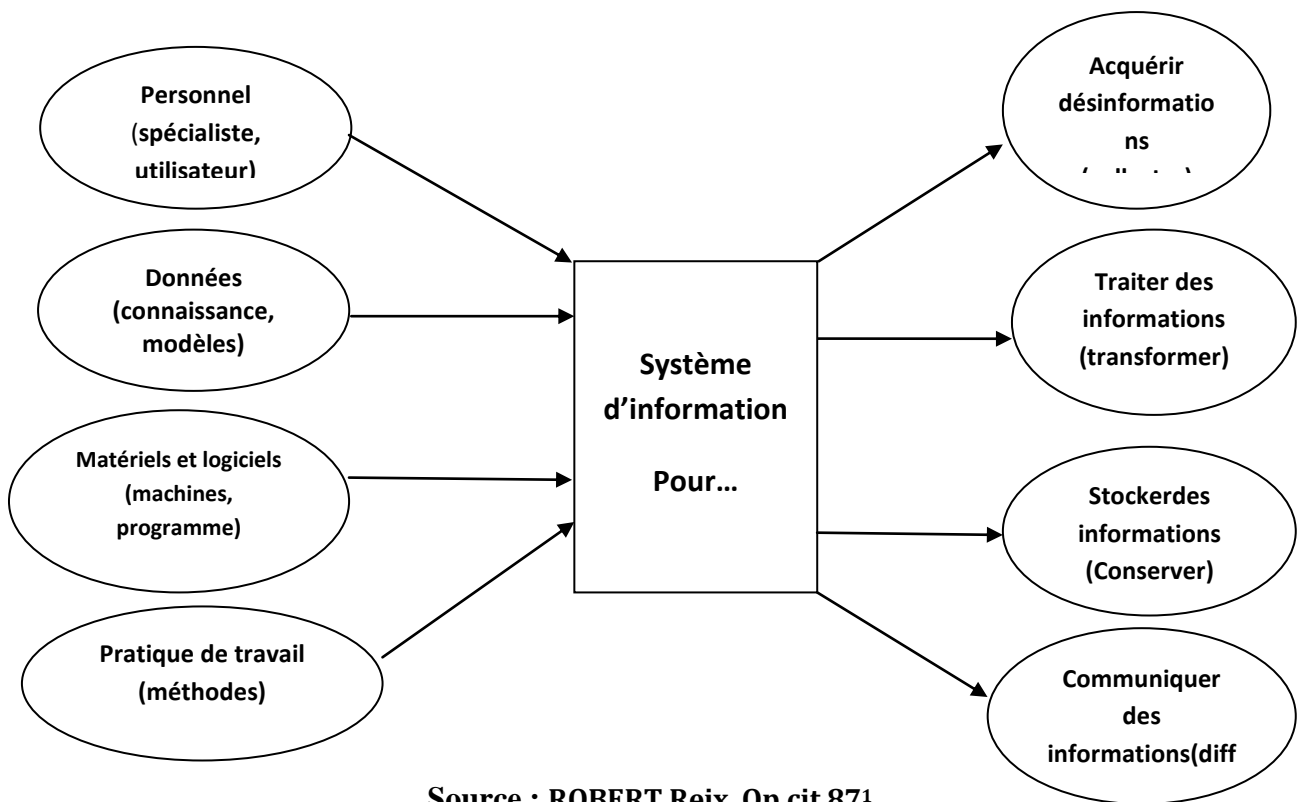 Personnel
(spécialiste,
utilisateur)
Données
(connaissance,
modèles)
Matériels et logiciels
(machines,
programme)
Pratique de travail
(méthodes)
Système
d’information
Pour…
Acquérir
désinformatio
ns
Traiter des
informations
(transformer)
Stockerdes
informations
(Conserver)
Communiquer
des
informations(diff
Source : ROBERT Reix, Op cit 87¹